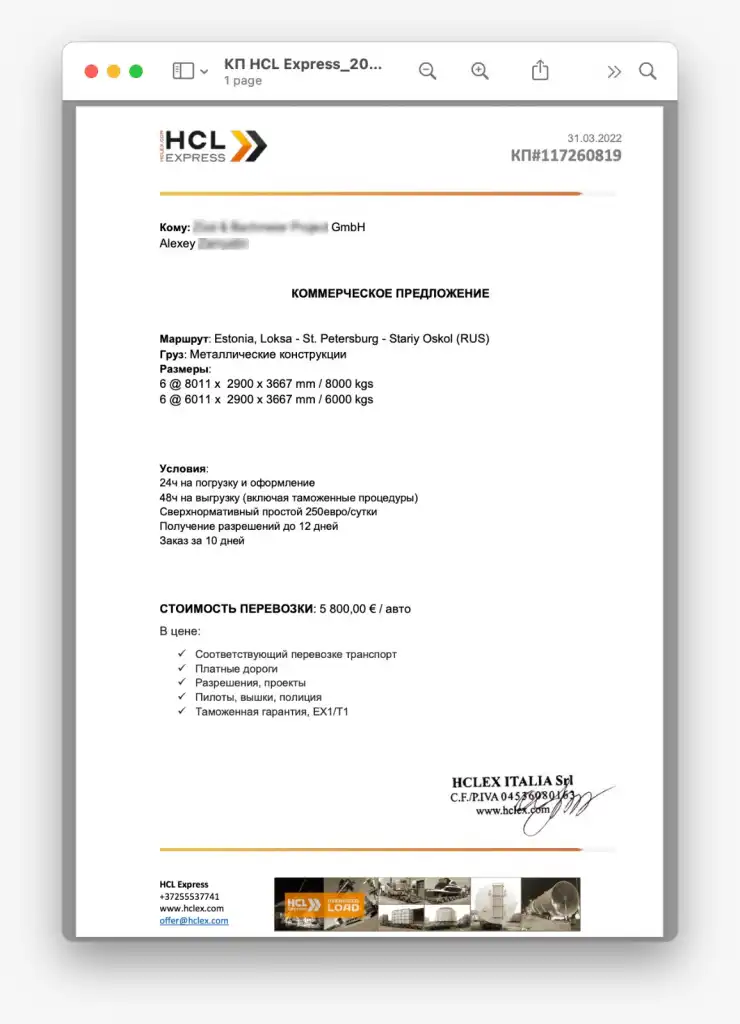 КП HCL Express_20...
1 page
HCLEX.COM
HCL
EXPRESS
31.03.2022
КП#117260819
Кому: GmbH
Alexey
КОММЕРЧЕСКОЕ ПРЕДЛОЖЕНИЕ
Маршрут: Estonia, Loksa - St. Petersburg - Stariy Oskol (RUS)
Груз: Металлические конструкции
Размеры:
6 @ 8011 x 2900 x 3667 mm / 8000 kgs
6 @ 6011 x 2900 x 3667 mm / 6000 kgs
Условия:
24ч на погрузку и оформление
48ч на выгрузку (включая таможенные процедуры)
Сверхнормативный простой 250евро/сутки
Получение разрешений до 12 дней
Заказ за 10 дней
СТОИМОСТЬ ПЕРЕВОЗКИ: 5 800,00 € / авто
В цене:
✓ Соответствующий перевозке транспорт
✓ Платные дороги
✓ Разрешения, проекты
✓ Пилоты, вышки, полиция
✓ Таможенная гарантия, EX1/T1
HCLEX ITALIA Srl
C.F./P.IVA 04536080163
www.hclex.com
HCL Express
+37255537741
www.hclex.com
offer@hclex.com
HCL
LOAD